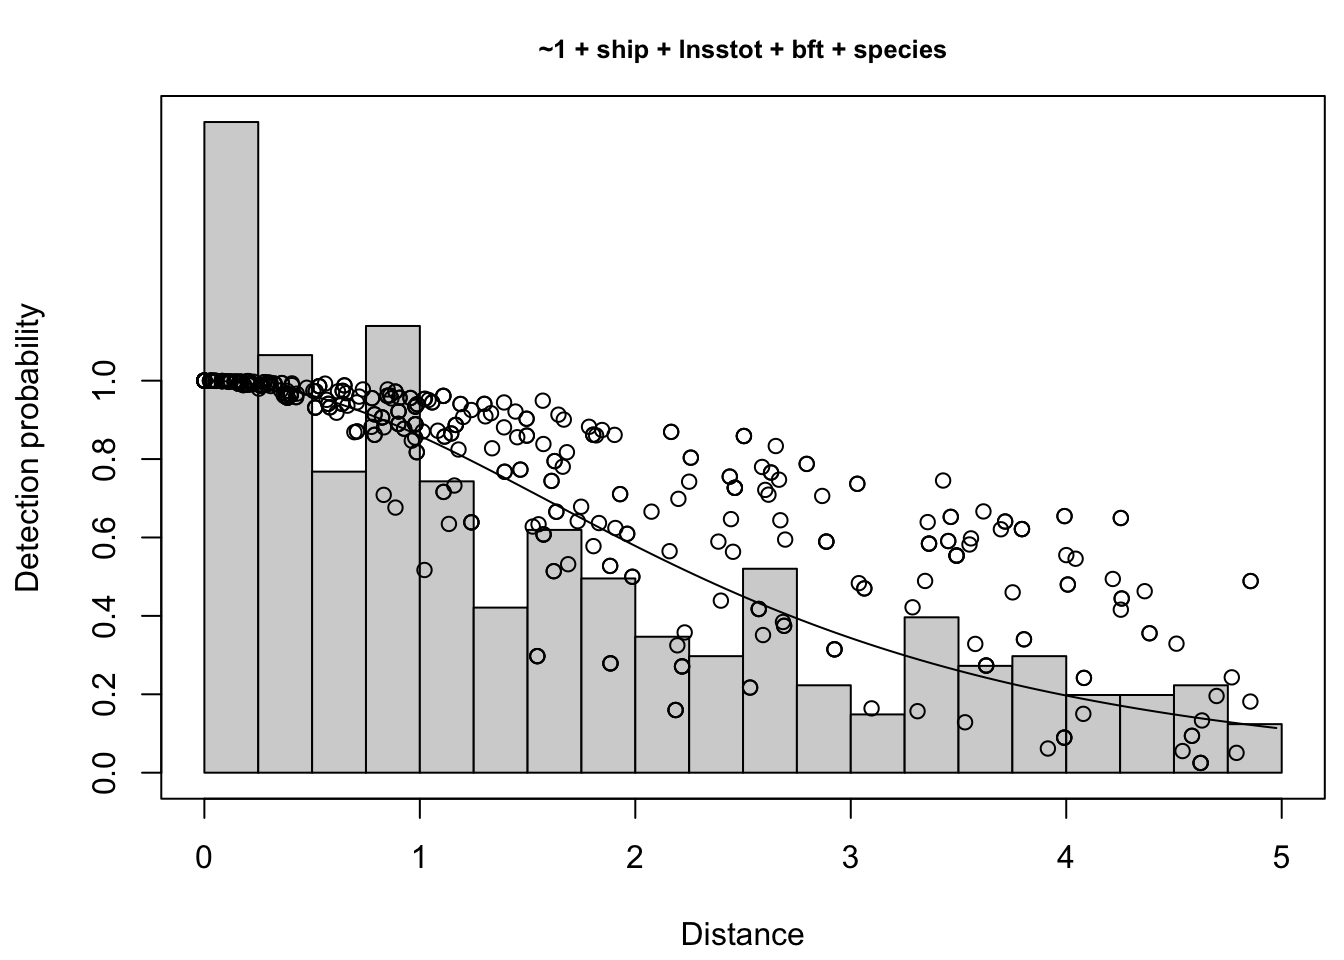 ~1 + ship + lnsstot + bft + species
Detection probability
1.0
0.8
0.6
0.4
0.2
0.0
0 1 2 3 4 5
Distance